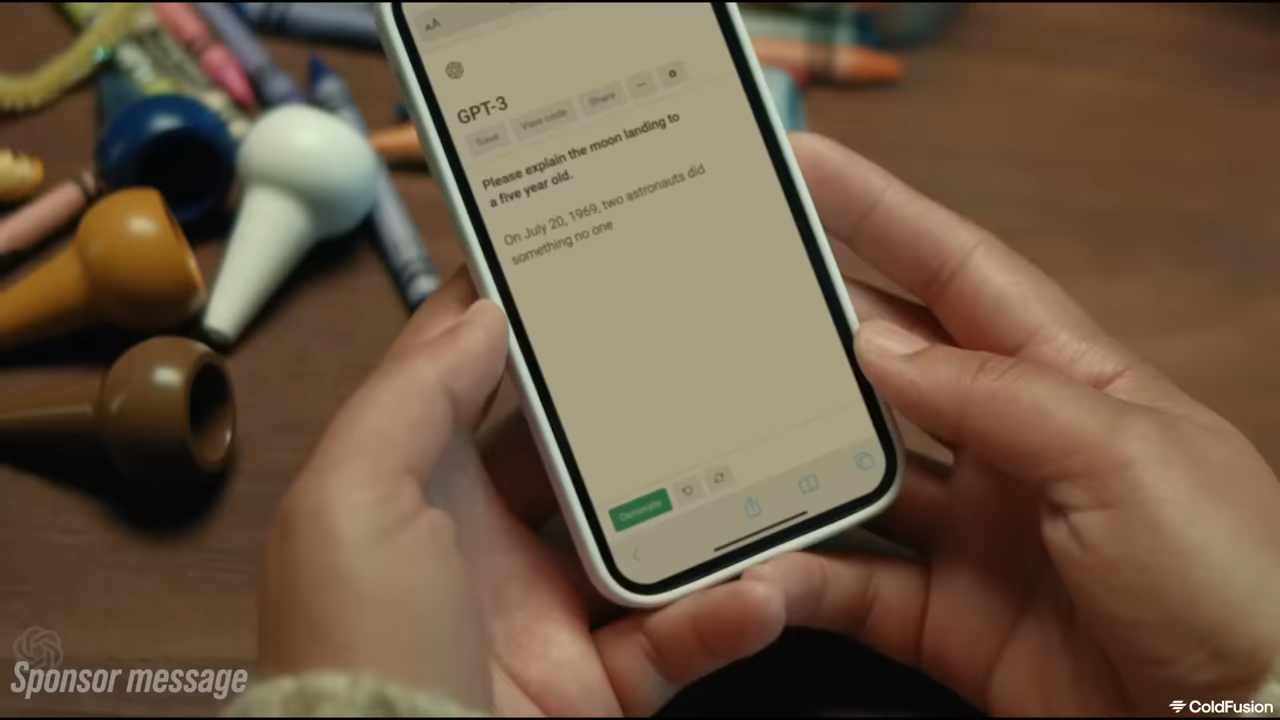 AA
GPT-3
Save View code Share ...
Please explain the moon landing to
a five year old.
On July 20, 1969, two astronauts did
something no one
Generate
Sponsor message
ColdFusion